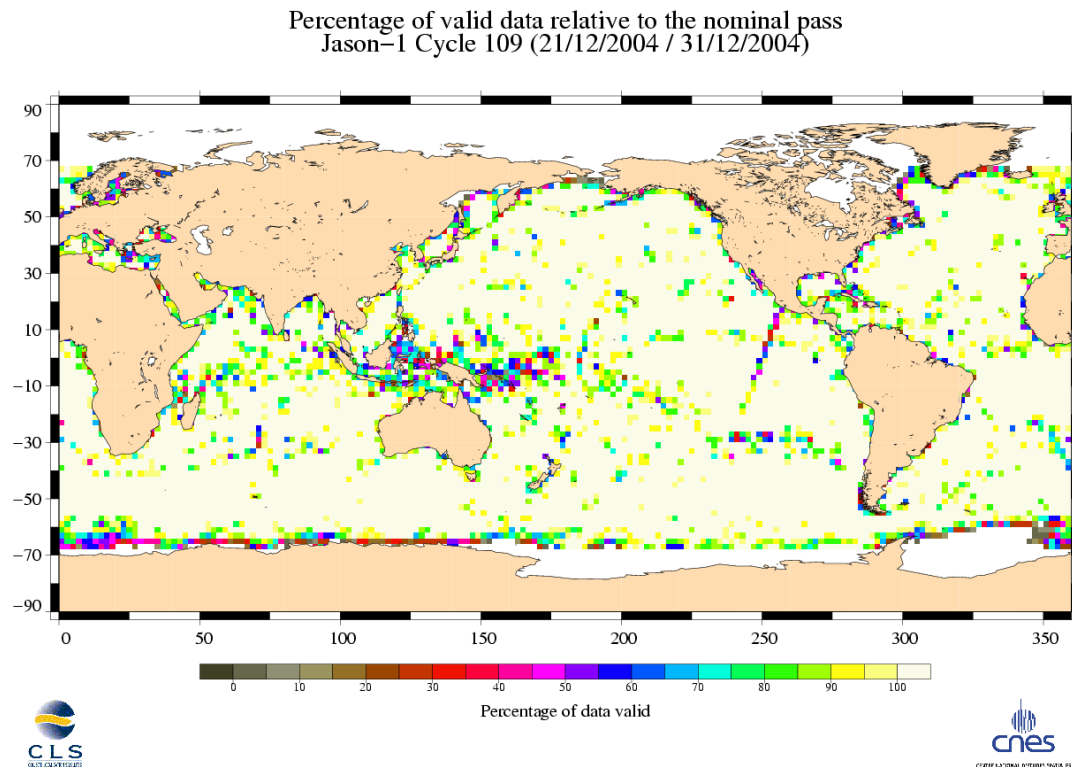 Percentage of valid data relative to the nominal pass
Jason−1 Cycle 109 (21/12/2004 / 31/12/2004)
90
70
50
30
10
−10
−30
−50
−70
−90
0 50 100 150 200 250 300 350
0 10 20 30 40 50 60 70 80 90 100
Percentage of data valid
CLS
cnes